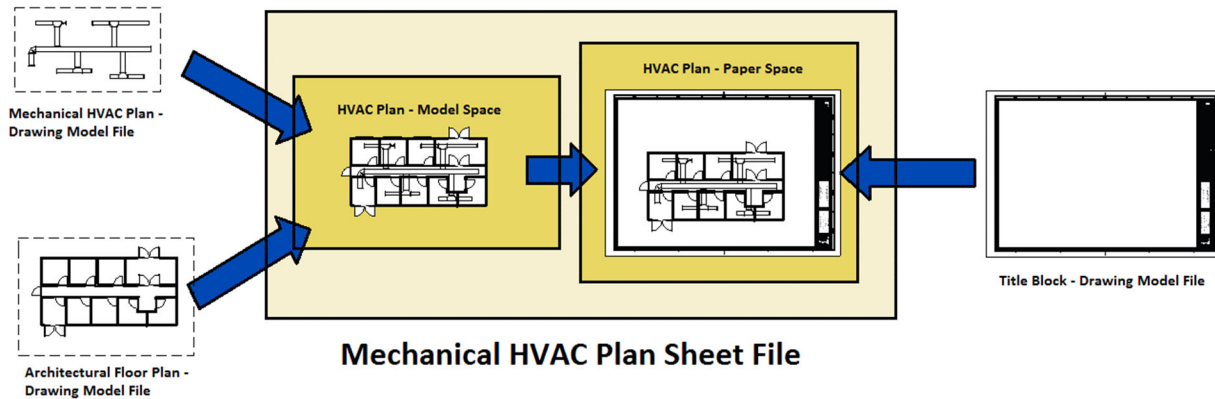 Mechanical HVAC Plan -
Drawing Model File
HVAC Plan - Model Space
HVAC Plan - Paper Space
Title Block - Drawing Model File
Architectural Floor Plan -
Drawing Model File
Mechanical HVAC Plan Sheet File